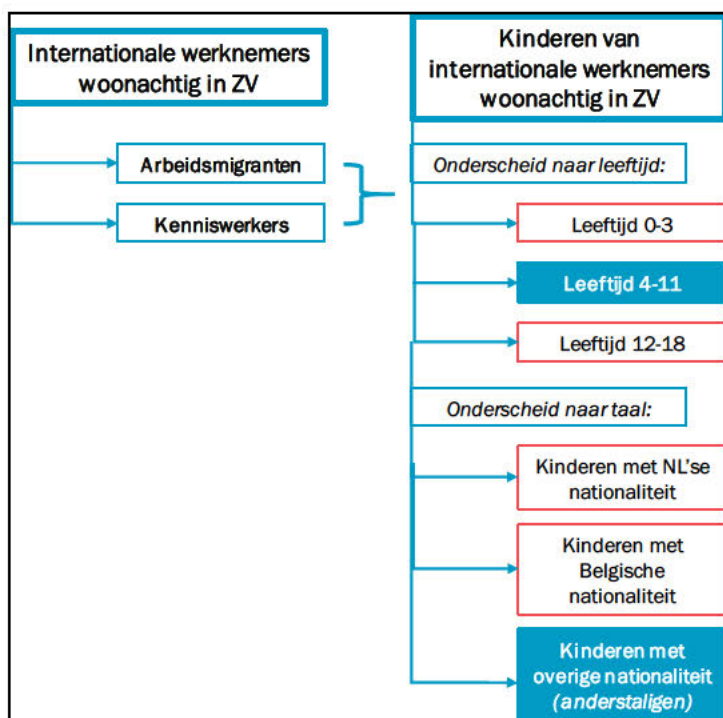 Internationale werknemers
woonachtig in ZV
Arbeidsmigranten
Kenniswerkers
Kinderen van
internationale werknemers
woonachtig in ZV
Onderscheid naar leeftijd:
Leeftijd 0-3
Leeftijd 4-11
Leeftijd 12-18
Onderscheid naar taal:
Kinderen met NL'se
nationaliteit
Kinderen met
Belgische
nationaliteit
Kinderen met
overige nationaliteit
(anderstaligen)